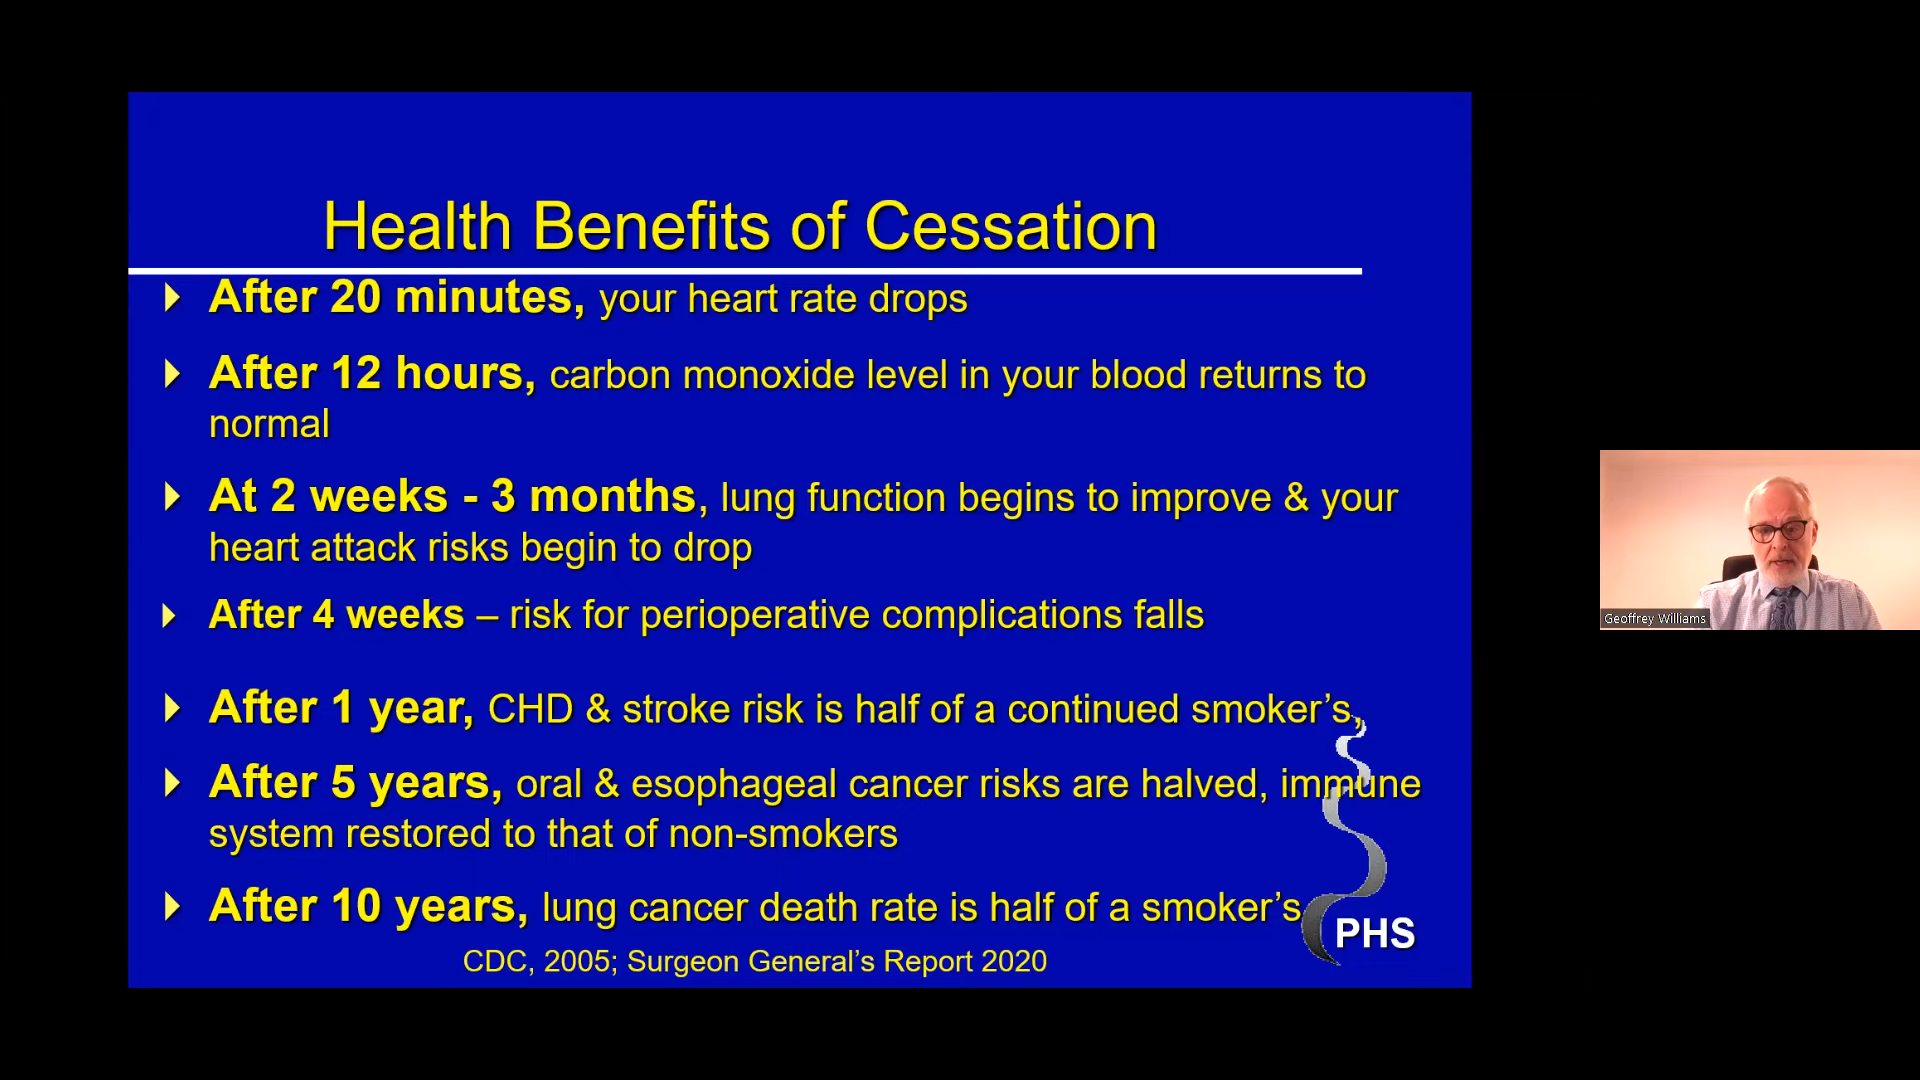 Health Benefits of Cessation
After 20 minutes, your heart rate drops
After 12 hours, carbon monoxide level in your blood returns to
normal
At 2 weeks - 3 months, lung function begins to improve & your
heart attack risks begin to drop
After 4 weeks – risk for perioperative complications falls
After 1 year, CHD & stroke risk is half of a continued smoker’s,
After 5 years, oral & esophageal cancer risks are halved, immune
system restored to that of non-smokers
After 10 years, lung cancer death rate is half of a smoker’s
PHS
CDC, 2005; Surgeon General’s Report 2020
Geoffrey Williams